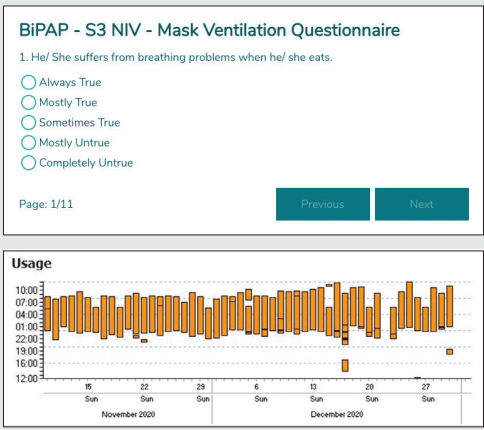 BiPAP - S3 NIV - Mask Ventilation Questionnaire
1. He/ She suffers from breathing problems when he/ she eats.
Always True
Mostly True
Sometimes True
Mostly Untrue
Completely Untrue
Page: 1/11
Previous
Next
Usage
10:00
07:00
04:00
01:00
22:00
19:00
16:00
12:00
15 22 29 6 13 20 27
Sun Sun Sun Sun Sun Sun Sun
November 2020 December 2020